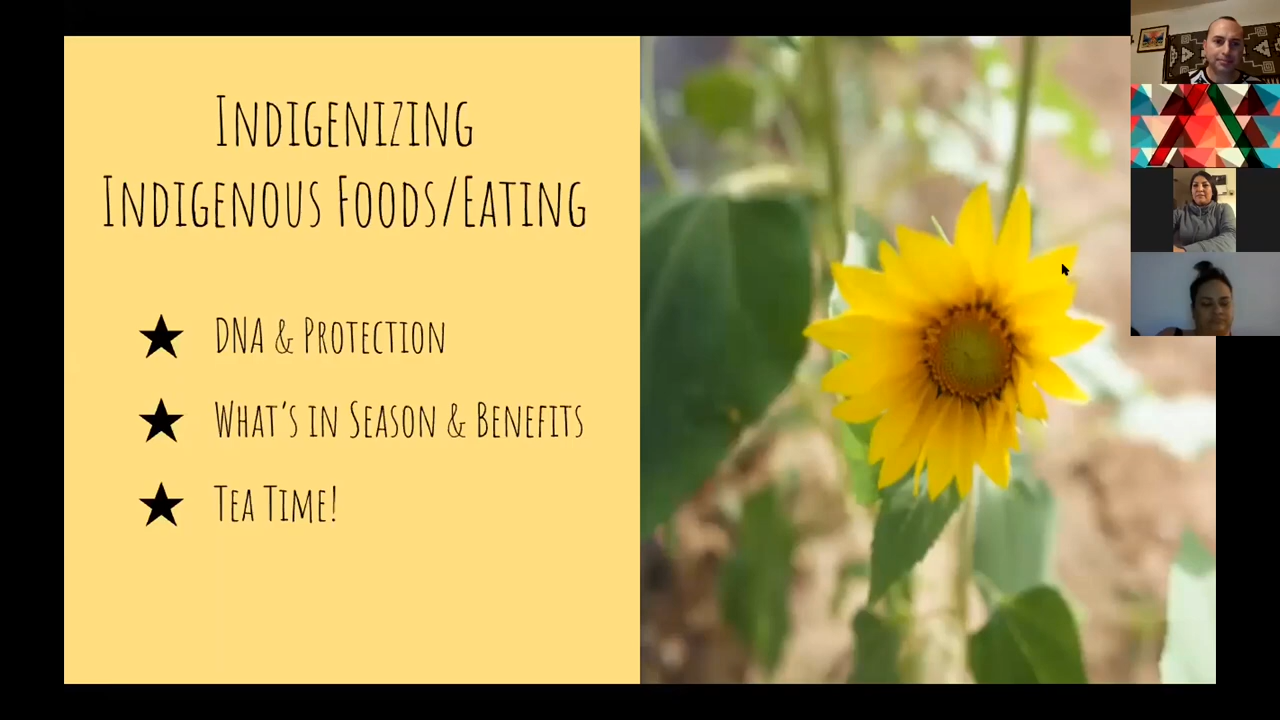 Indigenizing
Indigenous Foods/Eating
DNA & Protection
What's in Season & Benefits
Tea Time!